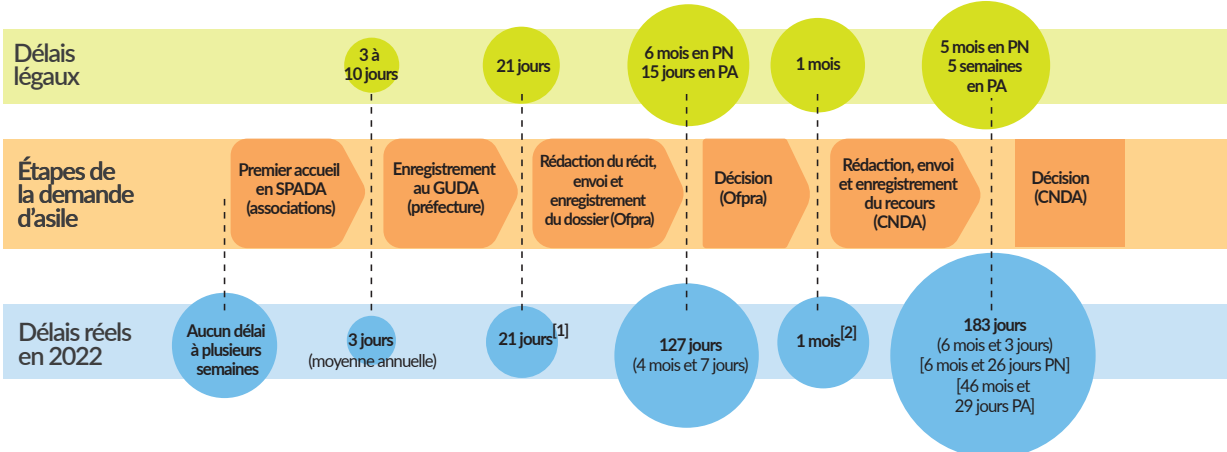 Délais
légaux
3 à
10 jours
21 jours
6 mois en PN
15 jours en PA
1 mois
5 mois en PN
5 semaines
en PA
Étapes de
la demande
d'asile
Premier accueil
en SPADA
(associations)
Enregistrement
au GUDA
(préfecture)
Rédaction du récit,
envoi et
enregistrement
du dossier (Ofpra)
Décision
(Ofpra)
Rédaction, envoi
et enregistrement
du recours
(CNDA)
Décision
(CNDA)
Délais réels
en 2022
Aucun délai
à plusieurs
semaines
3 jours
(moyenne annuelle)
21 jours[1]
127 jours
(4 mois et 7 jours)
1 mois[2]
183 jours
(6 mois et 3 jours)
[6 mois et 26 jours PN]
[46 mois et
29 jours PA]